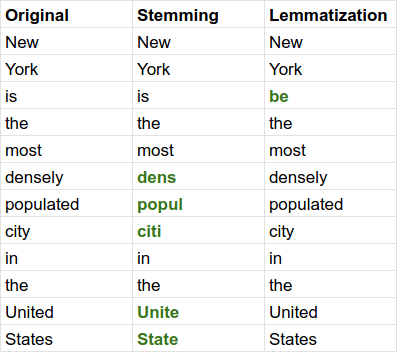 Original Stemming Lemmatization
New New New
York York York
is is be
the the the
most most most
densely dens densely
populated popul populated
city citi city
in in in
the the the
United Unite United
States State States